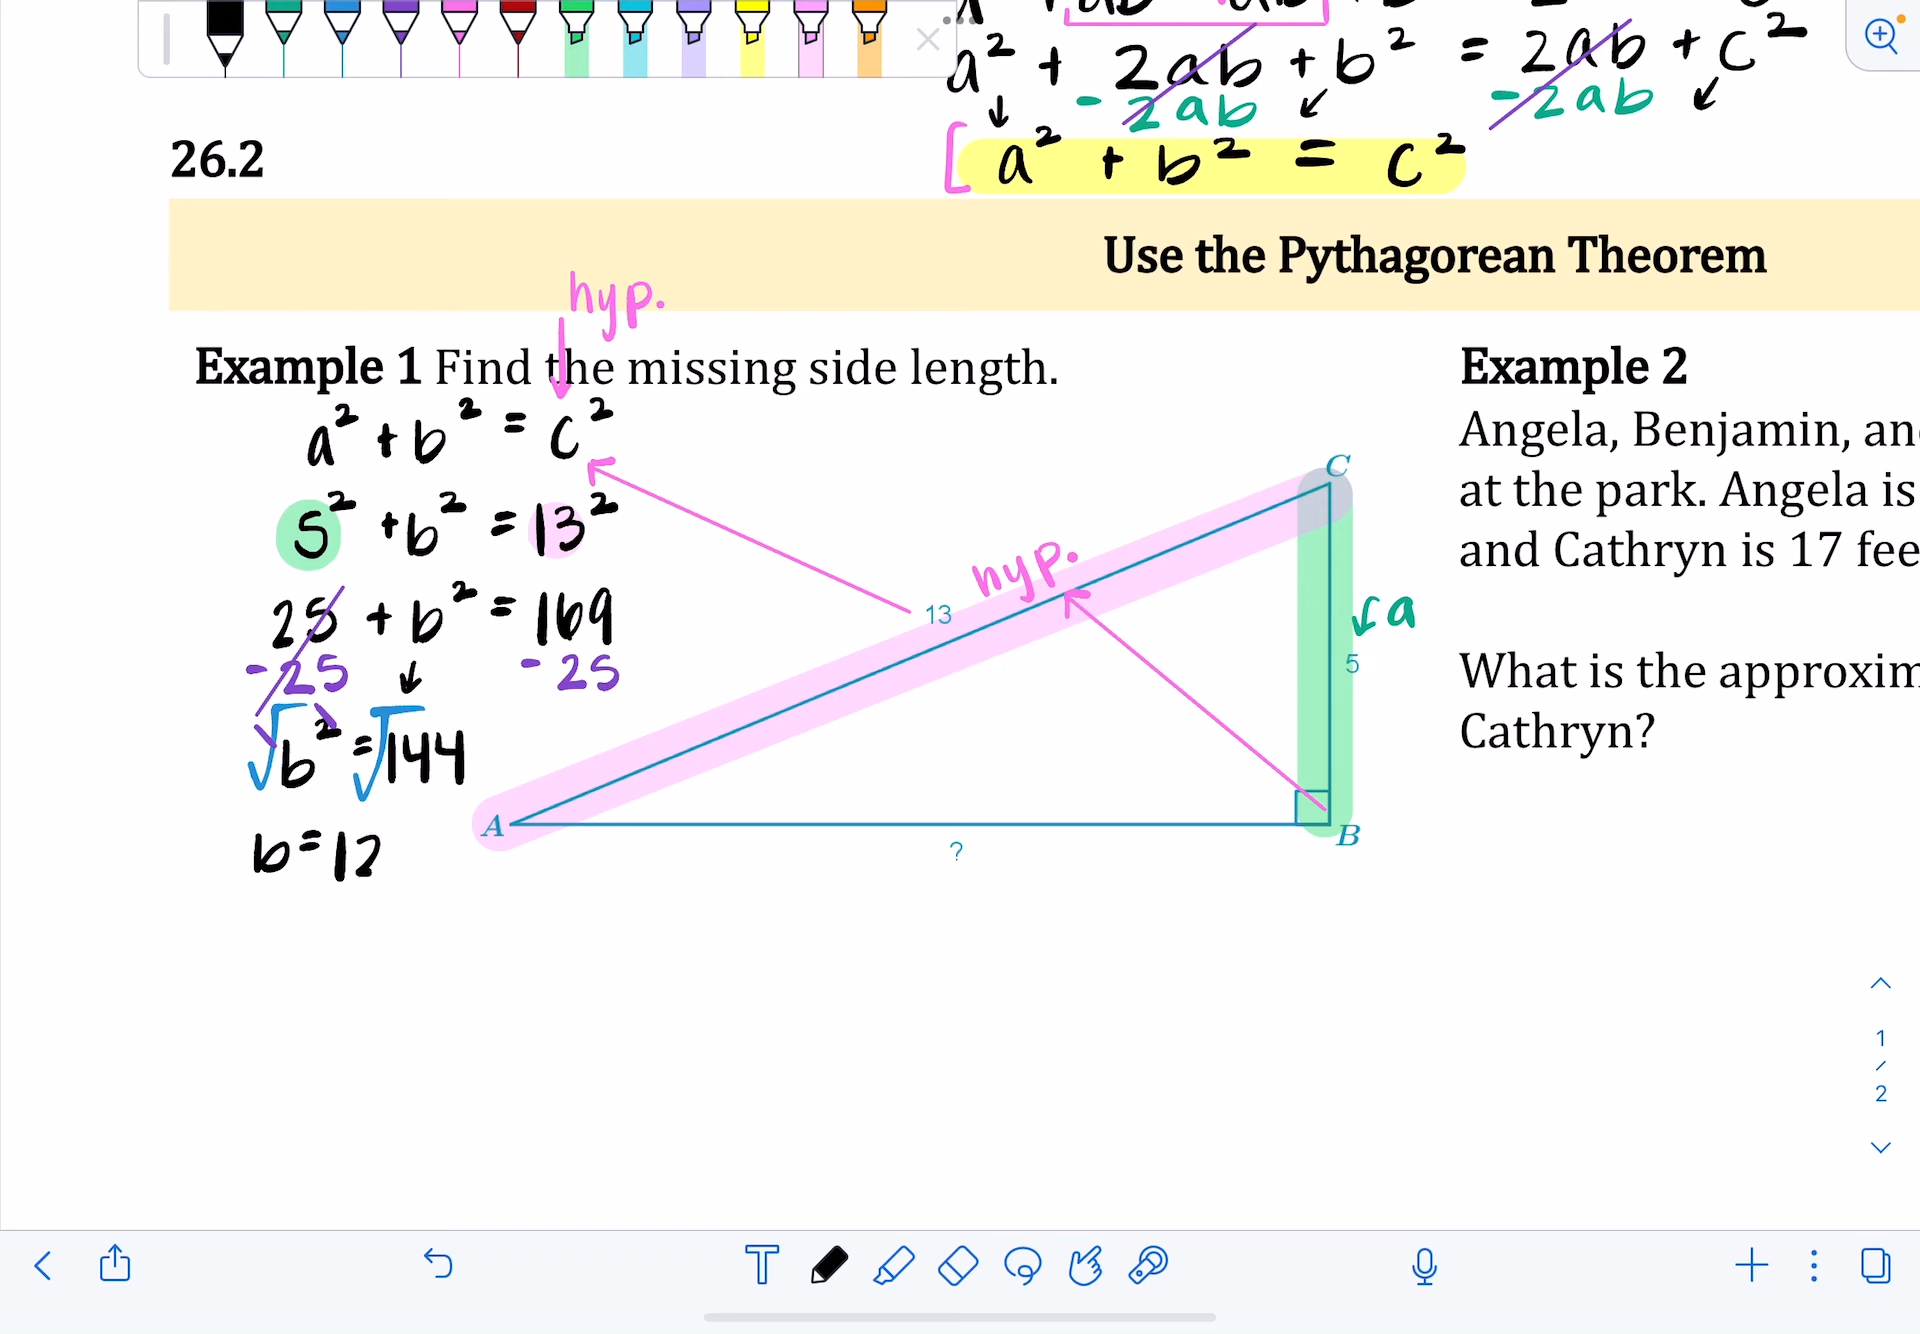 a² + 2ab + b² = 2ab + c²
- 2ab -2ab
26.2
a² + b² = c²
Use the Pythagorean Theorem
hyp.
Example 1 Find the missing side length.
a² + b² = c²
5² + b² = 13²
25 + b² = 169
-25 - 25
√b² = √144
b = 12
C
hyp.
13
a
5
A
B
?
Example 2
Angela, Benjamin, an
at the park. Angela is
and Cathryn is 17 fee
What is the approxim
Cathryn?
1
/
2
T